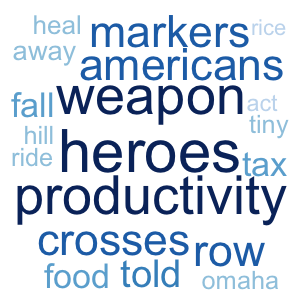 heal markers rice
away americans
fall weapon act
tiny
hill heroes
ride tax
productivity
crosses row
food told omaha